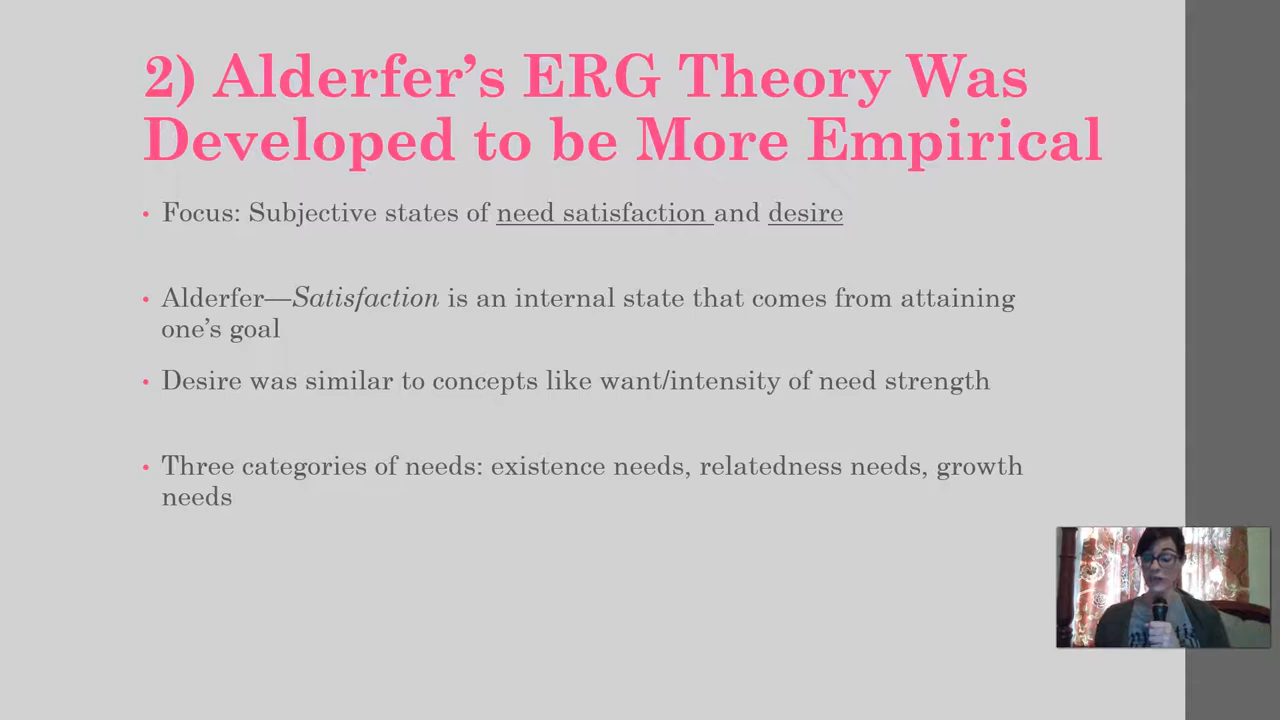 2) Alderfer’s ERG Theory Was
Developed to be More Empirical
• Focus: Subjective states of need satisfaction and desire
• Alderfer—Satisfaction is an internal state that comes from attaining
one’s goal
• Desire was similar to concepts like want/intensity of need strength
• Three categories of needs: existence needs, relatedness needs, growth
needs